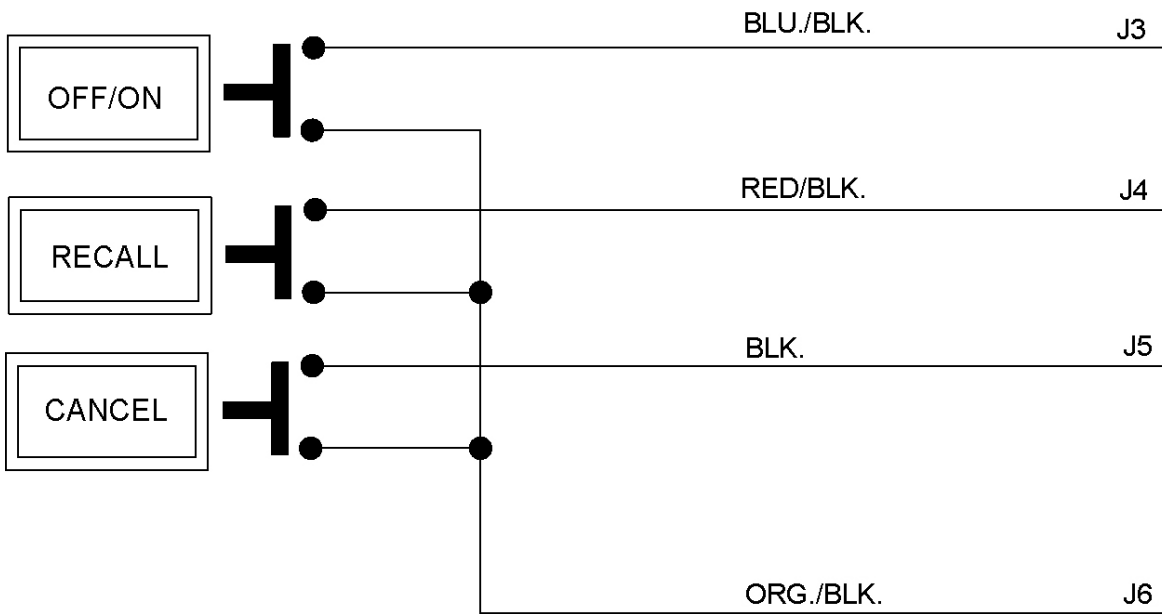 BLU./BLK. J3
OFF/ON
RED/BLK. J4
RECALL
BLK. J5
CANCEL
ORG./BLK. J6